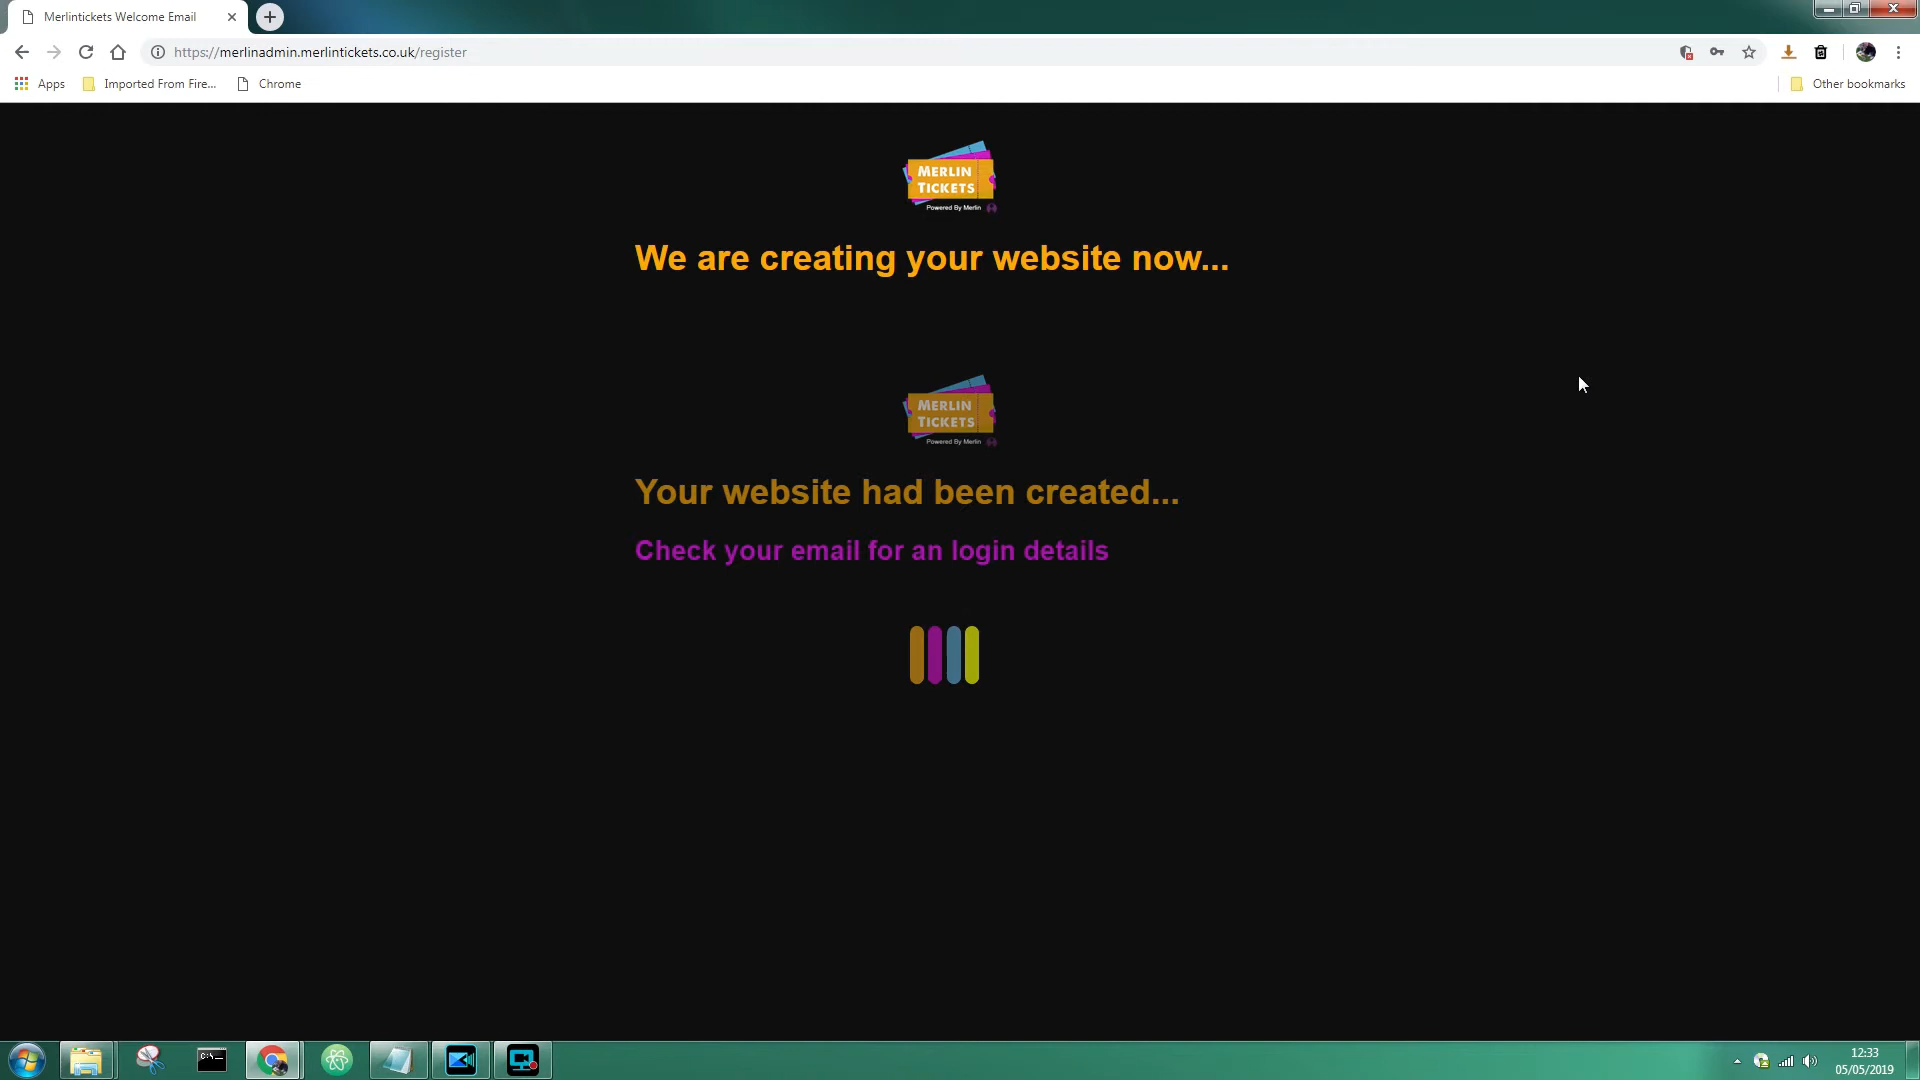 Merlintickets Welcome Email
https://merlinadmin.merlintickets.co.uk/register
Apps
Imported From Fire...
Chrome
Other bookmarks
MERLIN
TICKETS
Powered By Merlin
We are creating your website now...
MERLIN
TICKETS
Powered By Merlin
Your website had been created...
Check your email for an login details
C:\_
12:33
05/05/2019